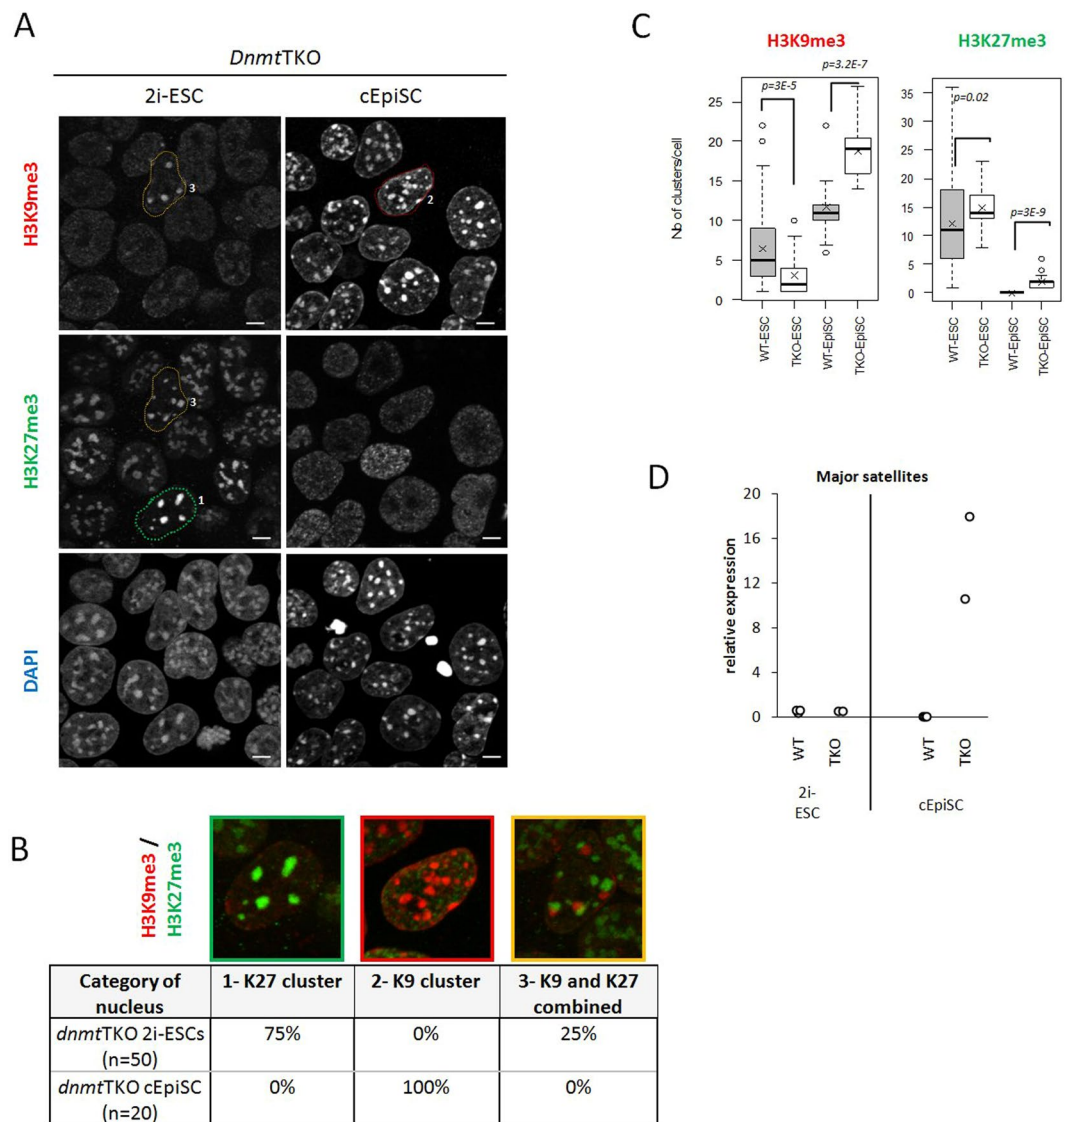 A
DnmtTKO
2i-ESC
cEpiSC
H3K9me3
3
2
H3K27me3
3
1
DAPI
B
H3K9me3 /
H3K27me3
Category of nucleus
1- K27 cluster
2- K9 cluster
3- K9 and K27 combined
dnmtTKO 2i-ESCs (n=50)
75%
0%
25%
dnmtTKO cEpiSC (n=20)
0%
100%
0%
C
H3K9me3
p=3E-5
p=3.2E-7
No of clusters/cell
25
20
15
10
5
0
WT-ESC
TKO-ESC
WT-EpiSC
TKO-EpiSC
H3K27me3
p=0.02
p=3E-9
35
30
25
20
15
10
5
0
WT-ESC
TKO-ESC
WT-EpiSC
TKO-EpiSC
D
Major satellites
relative expression
20
16
12
8
4
0
WT
TKO
WT
TKO
2i-
ESC
cEpiSC